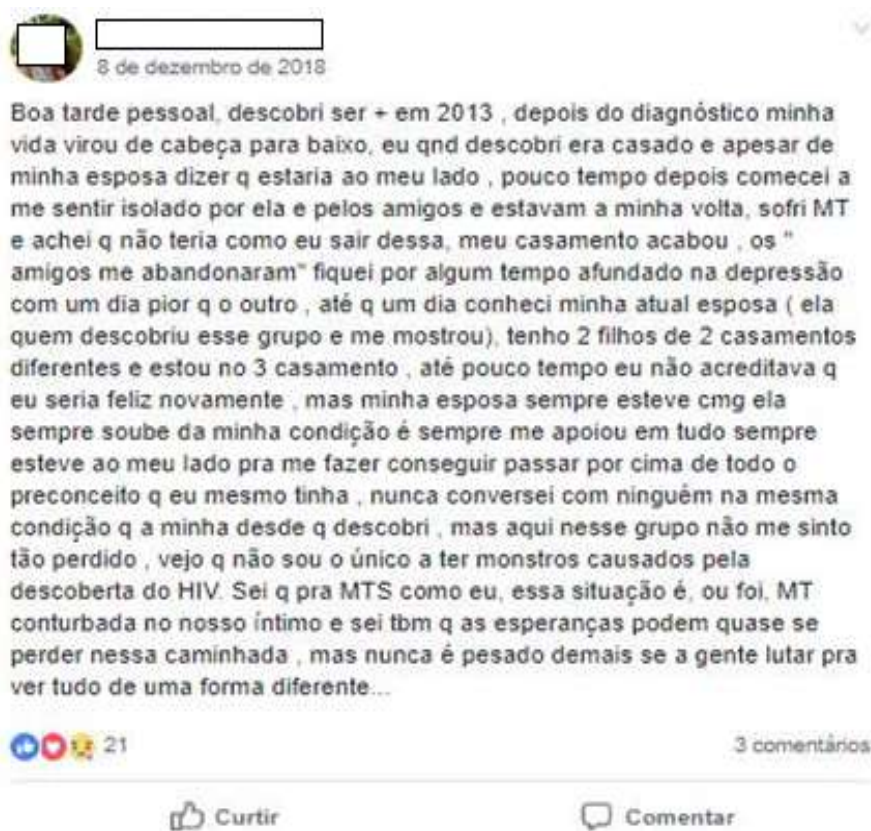 8 de dezembro de 2018
Boa tarde pessoal, descobri ser + em 2013 , depois do diagnóstico minha
vida virou de cabeça para baixo, eu qnd descobri era casado e apesar de
minha esposa dizer q estaria ao meu lado , pouco tempo depois comecei a
me sentir isolado por ela e pelos amigos e estavam a minha volta, sofri MT
e achei q não teria como eu sair dessa, meu casamento acabou , os "
amigos me abandonaram" fiquei por algum tempo afundado na depressão
com um dia pior q o outro , até q um dia conheci minha atual esposa ( ela
quem descobriu esse grupo e me mostrou), tenho 2 filhos de 2 casamentos
diferentes e estou no 3 casamento , até pouco tempo eu não acreditava q
eu seria feliz novamente , mas minha esposa sempre esteve cmg ela
sempre soube da minha condição é sempre me apoiou em tudo sempre
esteve ao meu lado pra me fazer conseguir passar por cima de todo o
preconceito q eu mesmo tinha , nunca conversei com ninguém na mesma
condição q a minha desde q descobri , mas aqui nesse grupo não me sinto
tão perdido , vejo q não sou o único a ter monstros causados pela
descoberta do HIV. Sei q pra MTS como eu, essa situação é, ou foi, MT
conturbada no nosso íntimo e sei tbm q as esperanças podem quase se
perder nessa caminhada , mas nunca é pesado demais se a gente lutar pra
ver tudo de uma forma diferente...
21 3 comentários
Curtir Comentar